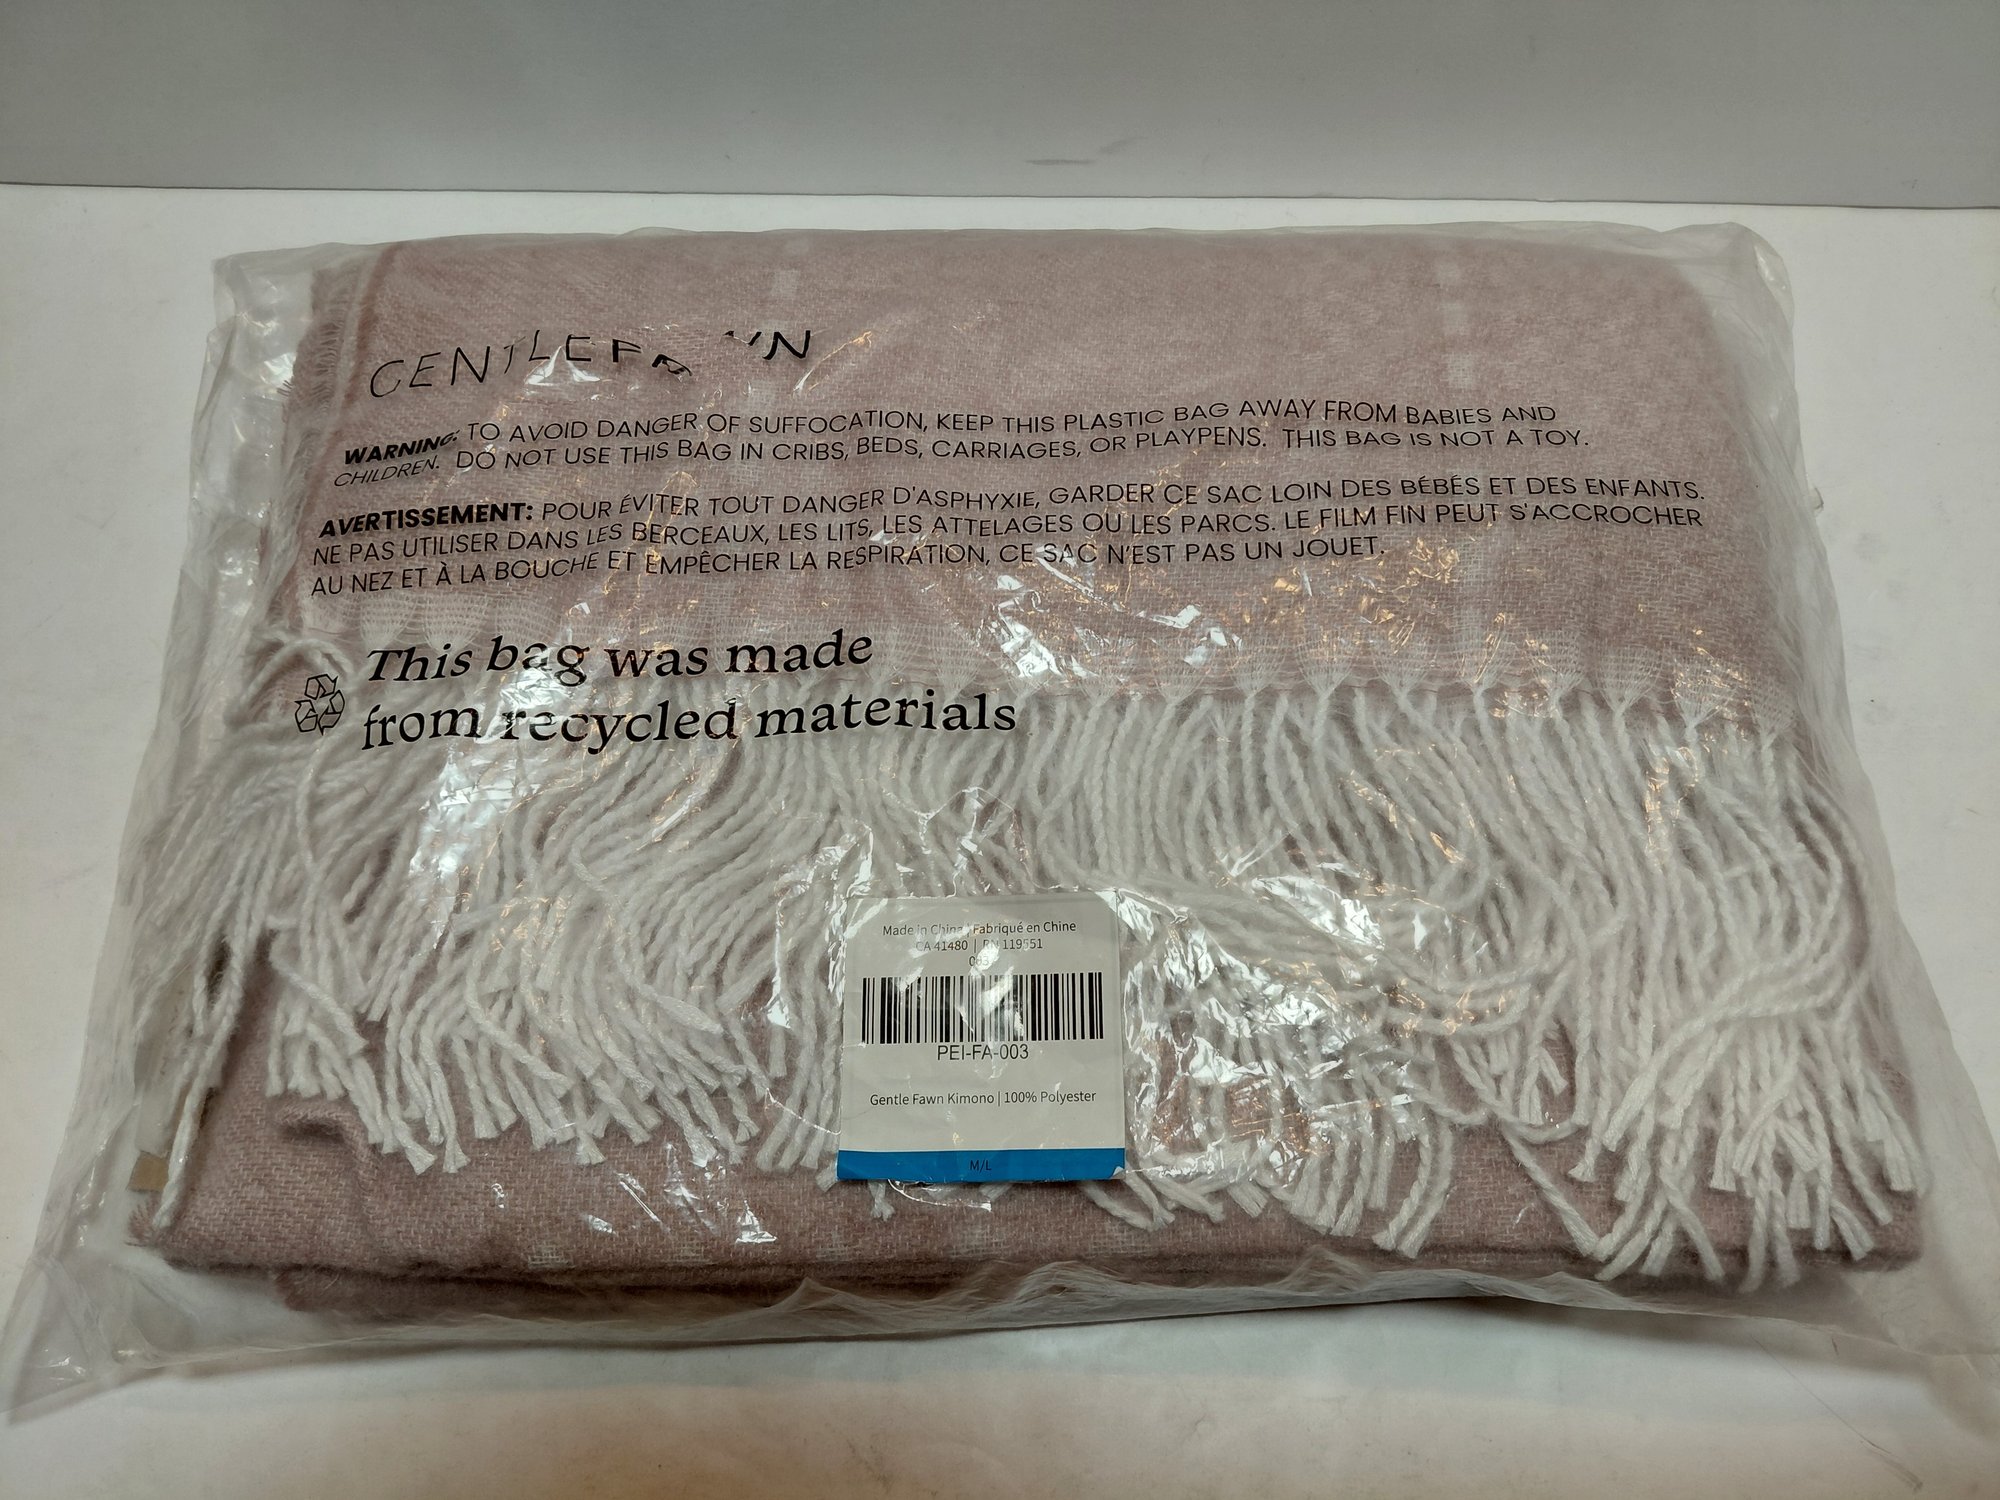 GENTLE FAWN
WARNING: TO AVOID DANGER OF SUFFOCATION, KEEP THIS PLASTIC BAG AWAY FROM BABIES AND
CHILDREN. DO NOT USE THIS BAG IN CRIBS, BEDS, CARRIAGES, OR PLAYPENS. THIS BAG IS NOT A TOY.
AVERTISSEMENT: POUR ÉVITER TOUT DANGER D'ASPHYXIE, GARDER CE SAC LOIN DES BÉBÉS ET DES ENFANTS.
NE PAS UTILISER DANS LES BERCEAUX, LES LITS, LES ATTELAGES OU LES PARCS. LE FILM FIN PEUT S'ACCROCHER
AU NEZ ET À LA BOUCHE ET EMPÊCHER LA RESPIRATION, CE SAC N'EST PAS UN JOUET.
This bag was made
from recycled materials
Made in China | Fabriqué en Chine
CA 41480 | RN 119551
003
PEI-FA-003
Gentle Fawn Kimono | 100% Polyester
M/L